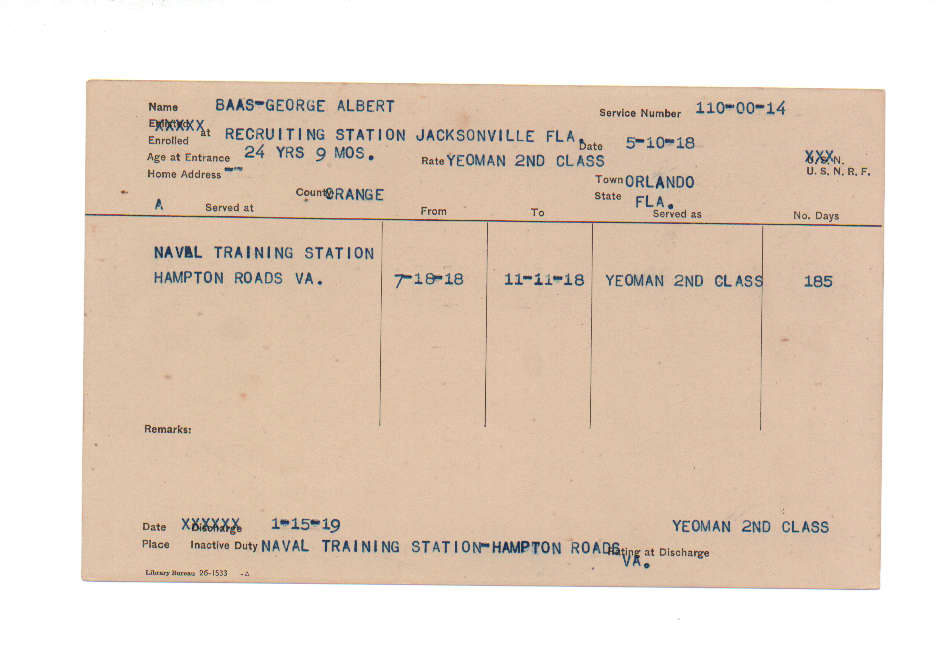 Name BAAS-GEORGE ALBERT Service Number 110-00-14
Enrolled at RECRUITING STATION JACKSONVILLE FLA. Date 5-10-18
Age at Entrance 24 YRS 9 MOS. Rate YEOMAN 2ND CLASS U.S.N.
U. S. N. R. F.
Home Address -- Town ORLANDO
County ORANGE State FLA.
A Served at From To Served as No. Days
NAVAL TRAINING STATION
HAMPTON ROADS VA. 7-18-18 11-11-18 YEOMAN 2ND CLASS 185
Remarks:
Date XXXXXX Discharge 1-15-19 YEOMAN 2ND CLASS
Place Inactive Duty NAVAL TRAINING STATION-HAMPTON ROADS Rating at Discharge
VA.
Library Bureau 26-1533